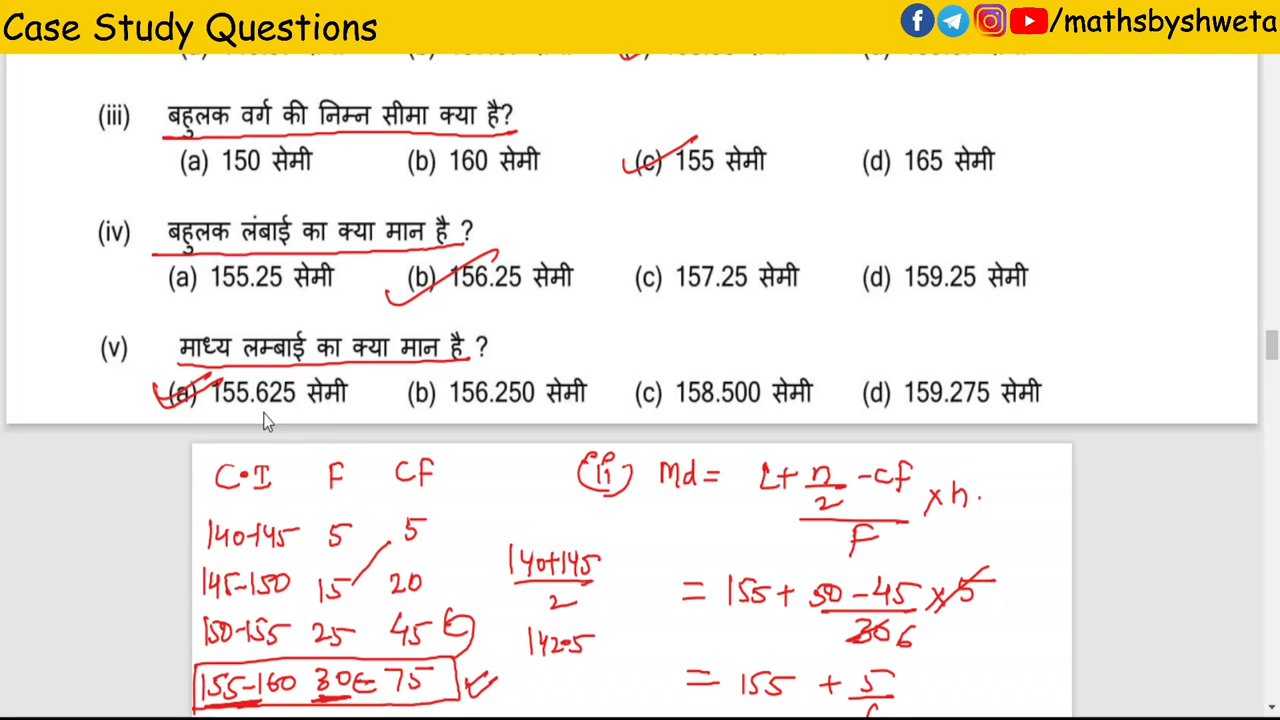 Case Study Questions
/mathsbyshweta
(iii) बहुलक वर्ग की निम्न सीमा क्या है?
(a) 150 सेमी (b) 160 सेमी (c) 155 सेमी (d) 165 सेमी
(iv) बहुलक लंबाई का क्या मान है ?
(a) 155.25 सेमी (b) 156.25 सेमी (c) 157.25 सेमी (d) 159.25 सेमी
(v) माध्य लम्बाई का क्या मान है ?
(a) 155.625 सेमी (b) 156.250 सेमी (c) 158.500 सेमी (d) 159.275 सेमी
C.I F Cf
140-145 5 5
145-150 15 20
150-155 25 45
155-160 30 75
140+145
2
142.5
(ii) Md = L+ n/2 -cf
F
×h.
= 155 + 50 - 45 × 5
30 6
= 155 + 5